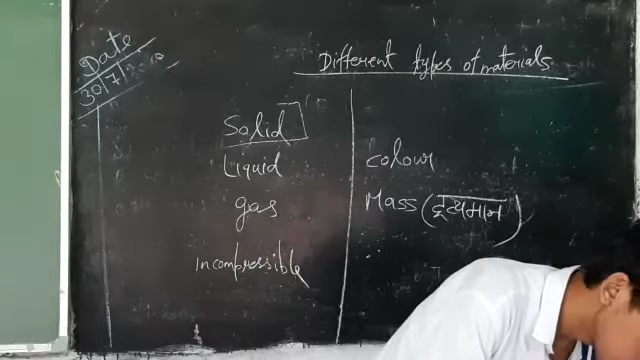 Date
30/7/
Different types of materials
Solid
Liquid
gas
incompressible
colour
Mass (द्रव्यमान)